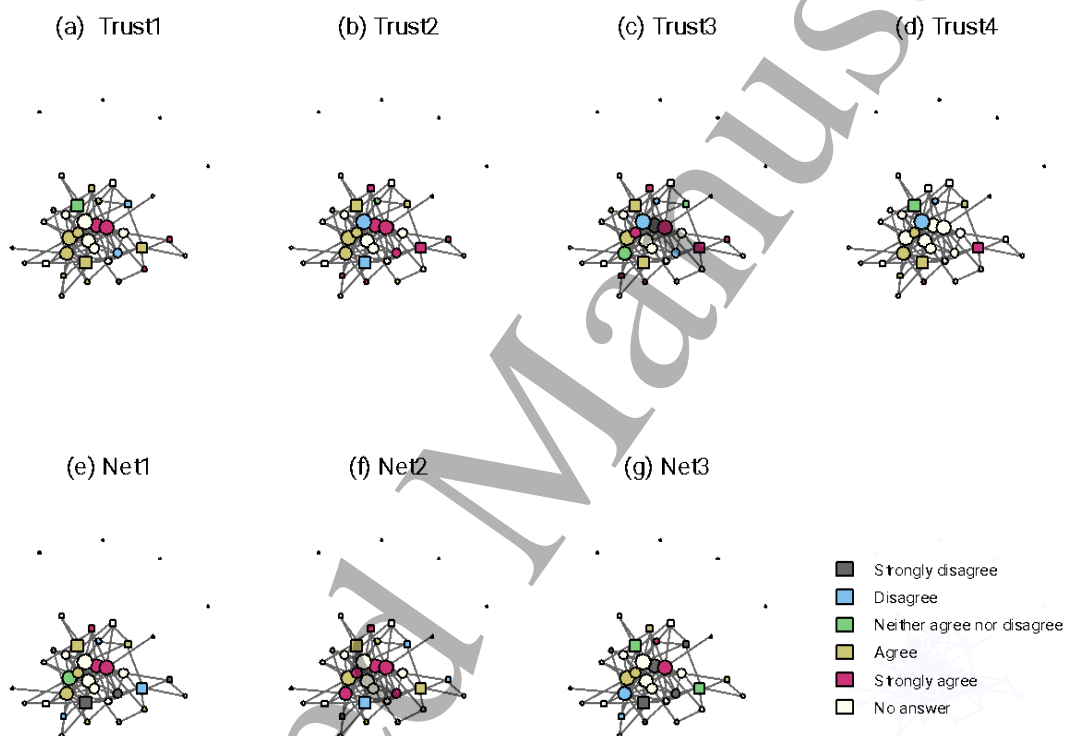 (a) Trust1
(b) Trust2
(c) Trust3
(d) Trust4
(e) Net1
(f) Net2
(g) Net3
Strongly disagree
Disagree
Neither agree nor disagree
Agree
Strongly agree
No answer
d Manus